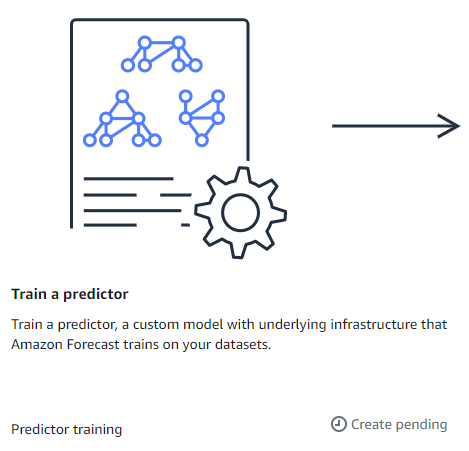 Train a predictor
Train a predictor, a custom model with underlying infrastructure that
Amazon Forecast trains on your datasets.
Predictor training
Create pending